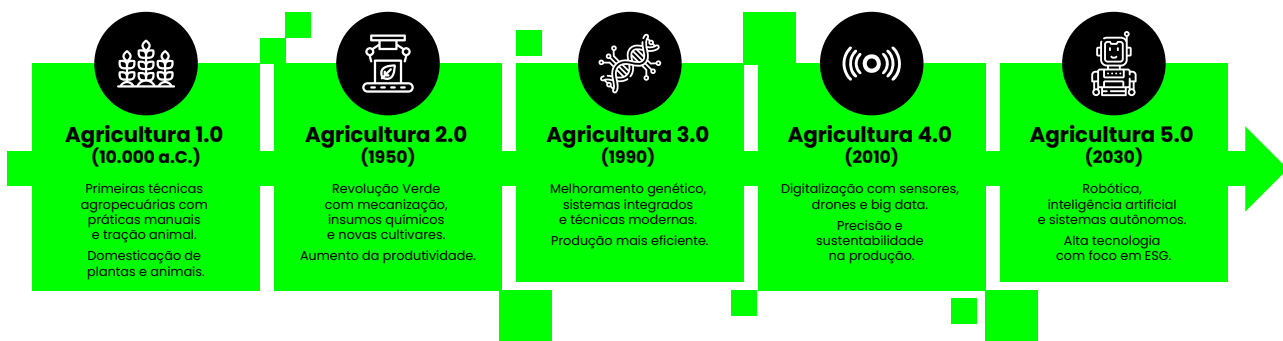 Agricultura 1.0
(10.000 a.C.)
Primeiras técnicas
agropecuárias com
práticas manuais
e tração animal.
Domesticação de
plantas e animais.
Agricultura 2.0
(1950)
Revolução Verde
com mecanização,
insumos químicos
e novas cultivares.
Aumento da produtividade.
Agricultura 3.0
(1990)
Melhoramento genético,
sistemas integrados
e técnicas modernas.
Produção mais eficiente.
Agricultura 4.0
(2010)
Digitalização com sensores,
drones e big data.
Precisão e
sustentabilidade
na produção.
Agricultura 5.0
(2030)
Robótica,
inteligência artificial
e sistemas autônomos.
Alta tecnologia
com foco em ESG.